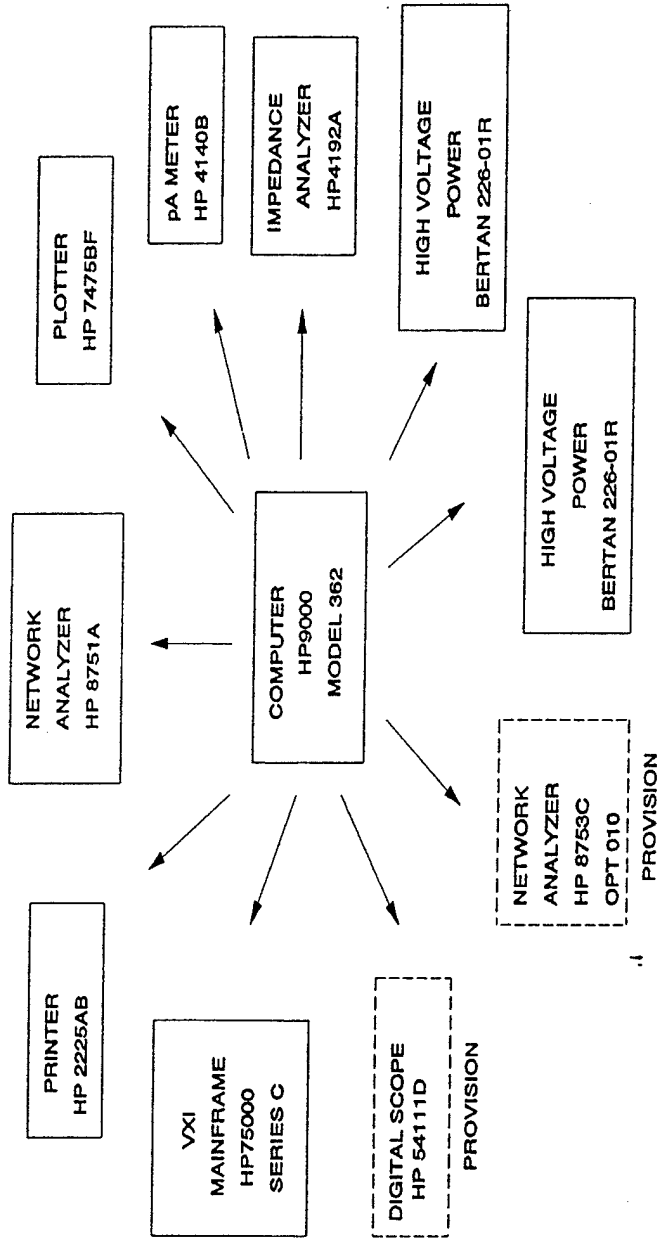 PRINTER
HP 2225AB
NETWORK
ANALYZER
HP 8751A
PLOTTER
HP 7475BF
pA METER
HP 4140B
VXI
MAINFRAME
HP75000
SERIES C
COMPUTER
HP9000
MODEL 362
IMPEDANCE
ANALYZER
HP4192A
DIGITAL SCOPE
HP 54111D
PROVISION
HIGH VOLTAGE
POWER
BERTAN 226-01R
NETWORK
ANALYZER
HP 8753C
OPT 010
PROVISION
HIGH VOLTAGE
POWER
BERTAN 226-01R